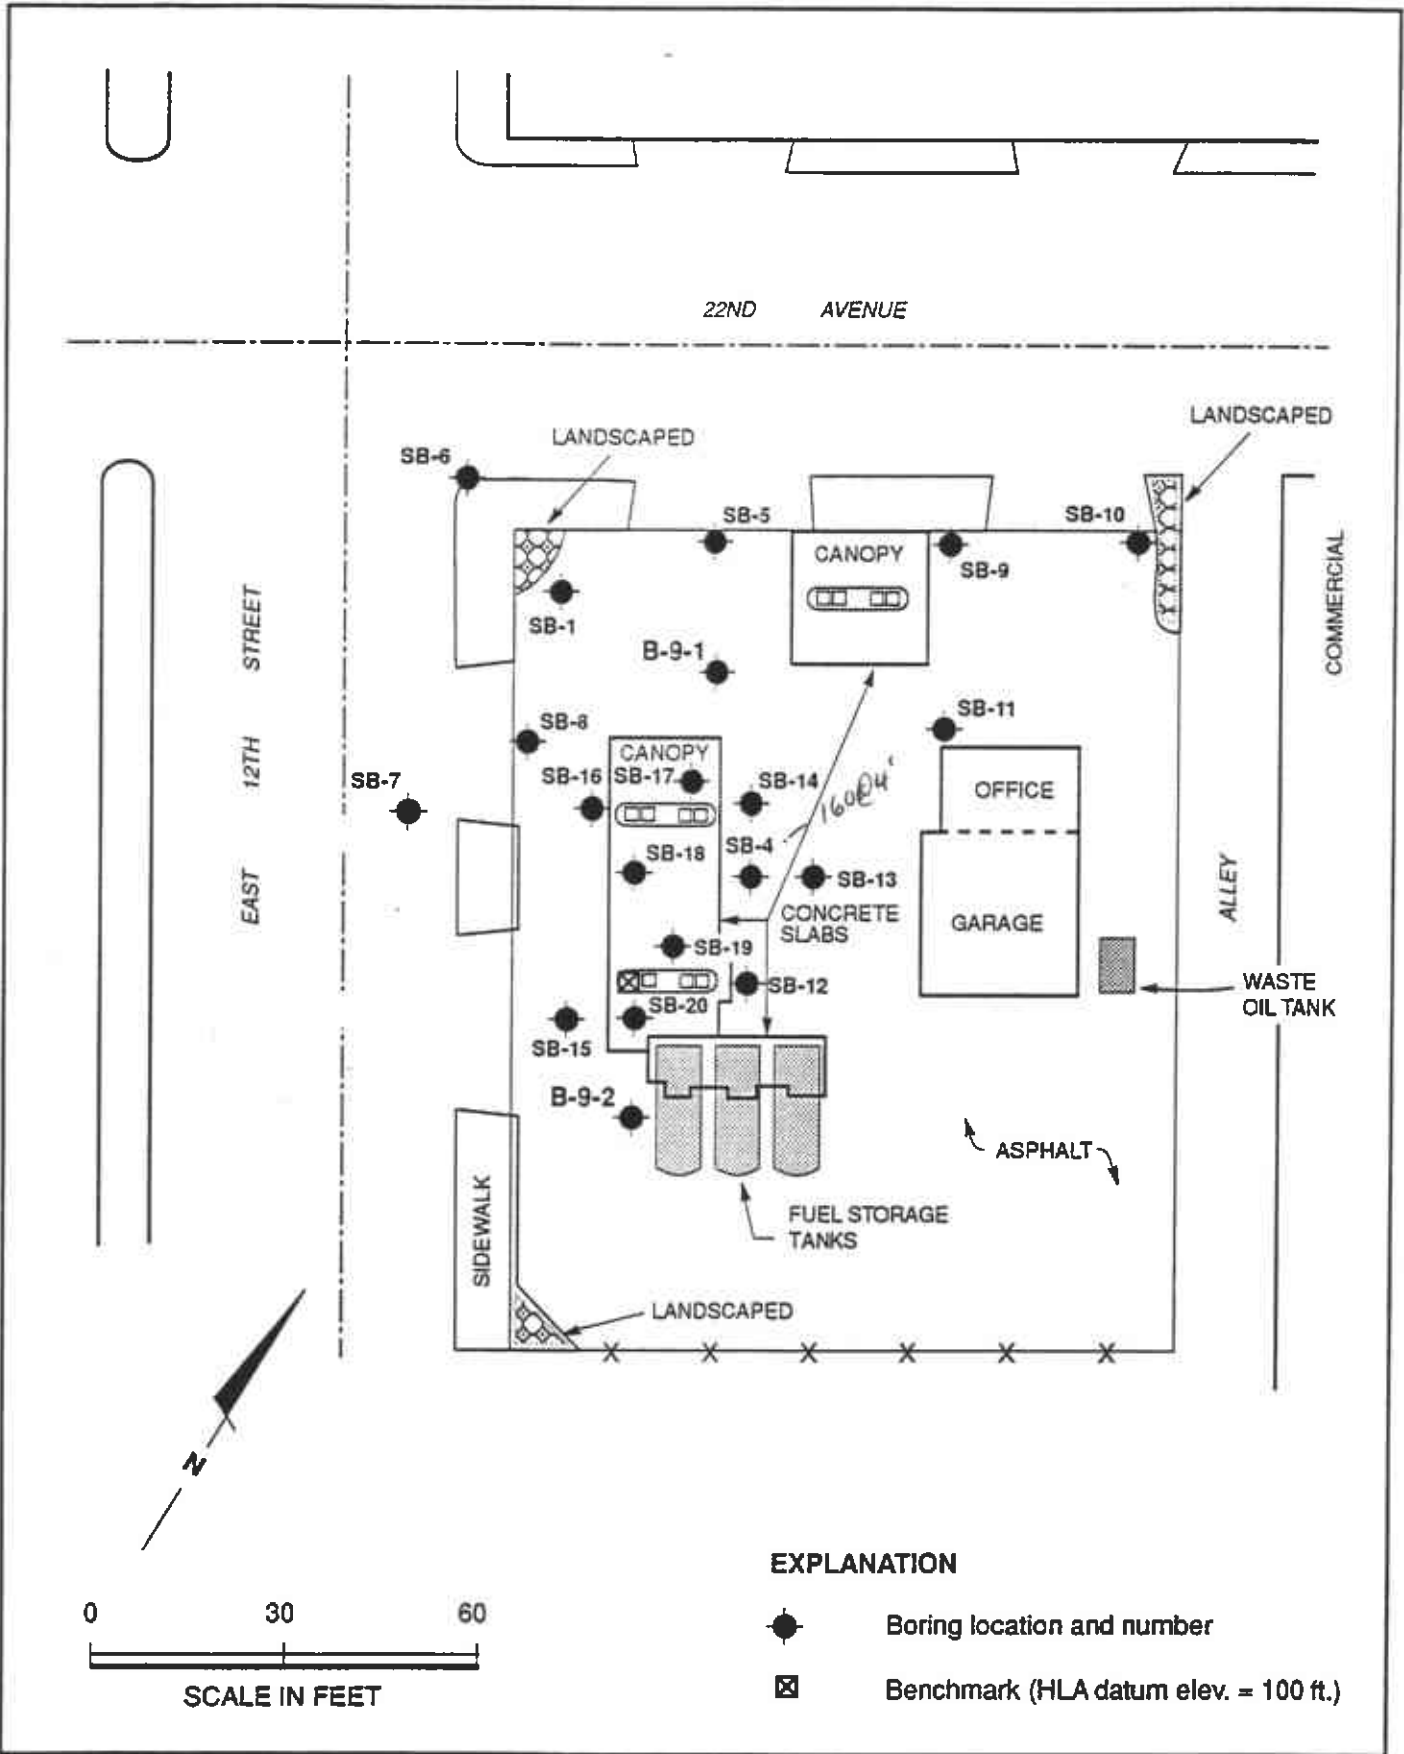 22ND AVENUE
LANDSCAPED
LANDSCAPED
SB-6
SB-5
SB-10
CANOPY
SB-9
COMMERCIAL
SB-1
EAST 12TH STREET
B-9-1
SB-8
SB-11
CANOPY
SB-16
SB-17
SB-14
SB-7
OFFICE
SB-4
SB-18
SB-13
ALLEY
CONCRETE
SLABS
GARAGE
SB-19
SB-12
WASTE
OIL TANK
SB-20
SB-15
B-9-2
ASPHALT
SIDEWALK
FUEL STORAGE
TANKS
LANDSCAPED
N
EXPLANATION
0 30 60
SCALE IN FEET
Boring location and number
Benchmark (HLA datum elev. = 100 ft.)